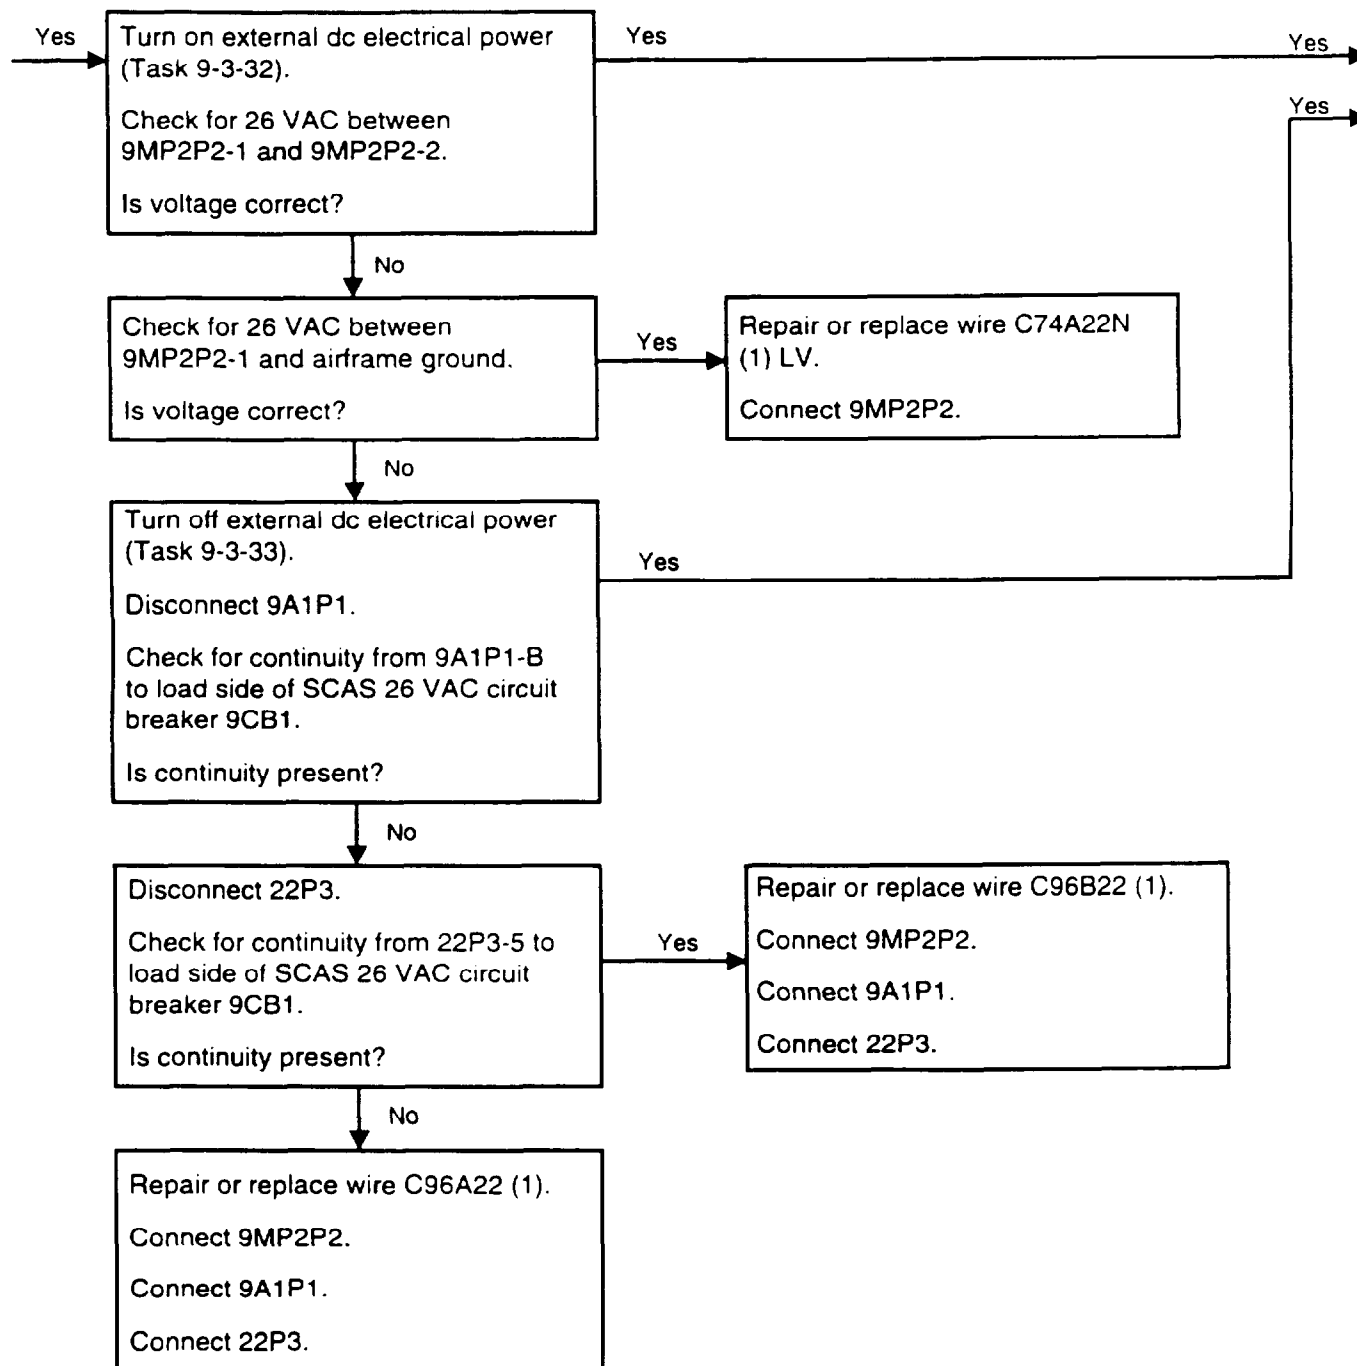 Yes
Turn on external dc electrical power
(Task 9-3-32).
Check for 26 VAC between
9MP2P2-1 and 9MP2P2-2.
Is voltage correct?
Yes
Yes
Yes
No
Check for 26 VAC between
9MP2P2-1 and airframe ground.
Is voltage correct?
Yes
Repair or replace wire C74A22N
(1) LV.
Connect 9MP2P2.
No
Turn off external dc electrical power
(Task 9-3-33).
Disconnect 9A1P1.
Check for continuity from 9A1P1-B
to load side of SCAS 26 VAC circuit
breaker 9CB1.
Is continuity present?
Yes
No
Disconnect 22P3.
Check for continuity from 22P3-5 to
load side of SCAS 26 VAC circuit
breaker 9CB1.
Is continuity present?
Yes
Repair or replace wire C96B22 (1).
Connect 9MP2P2.
Connect 9A1P1.
Connect 22P3.
No
Repair or replace wire C96A22 (1).
Connect 9MP2P2.
Connect 9A1P1.
Connect 22P3.